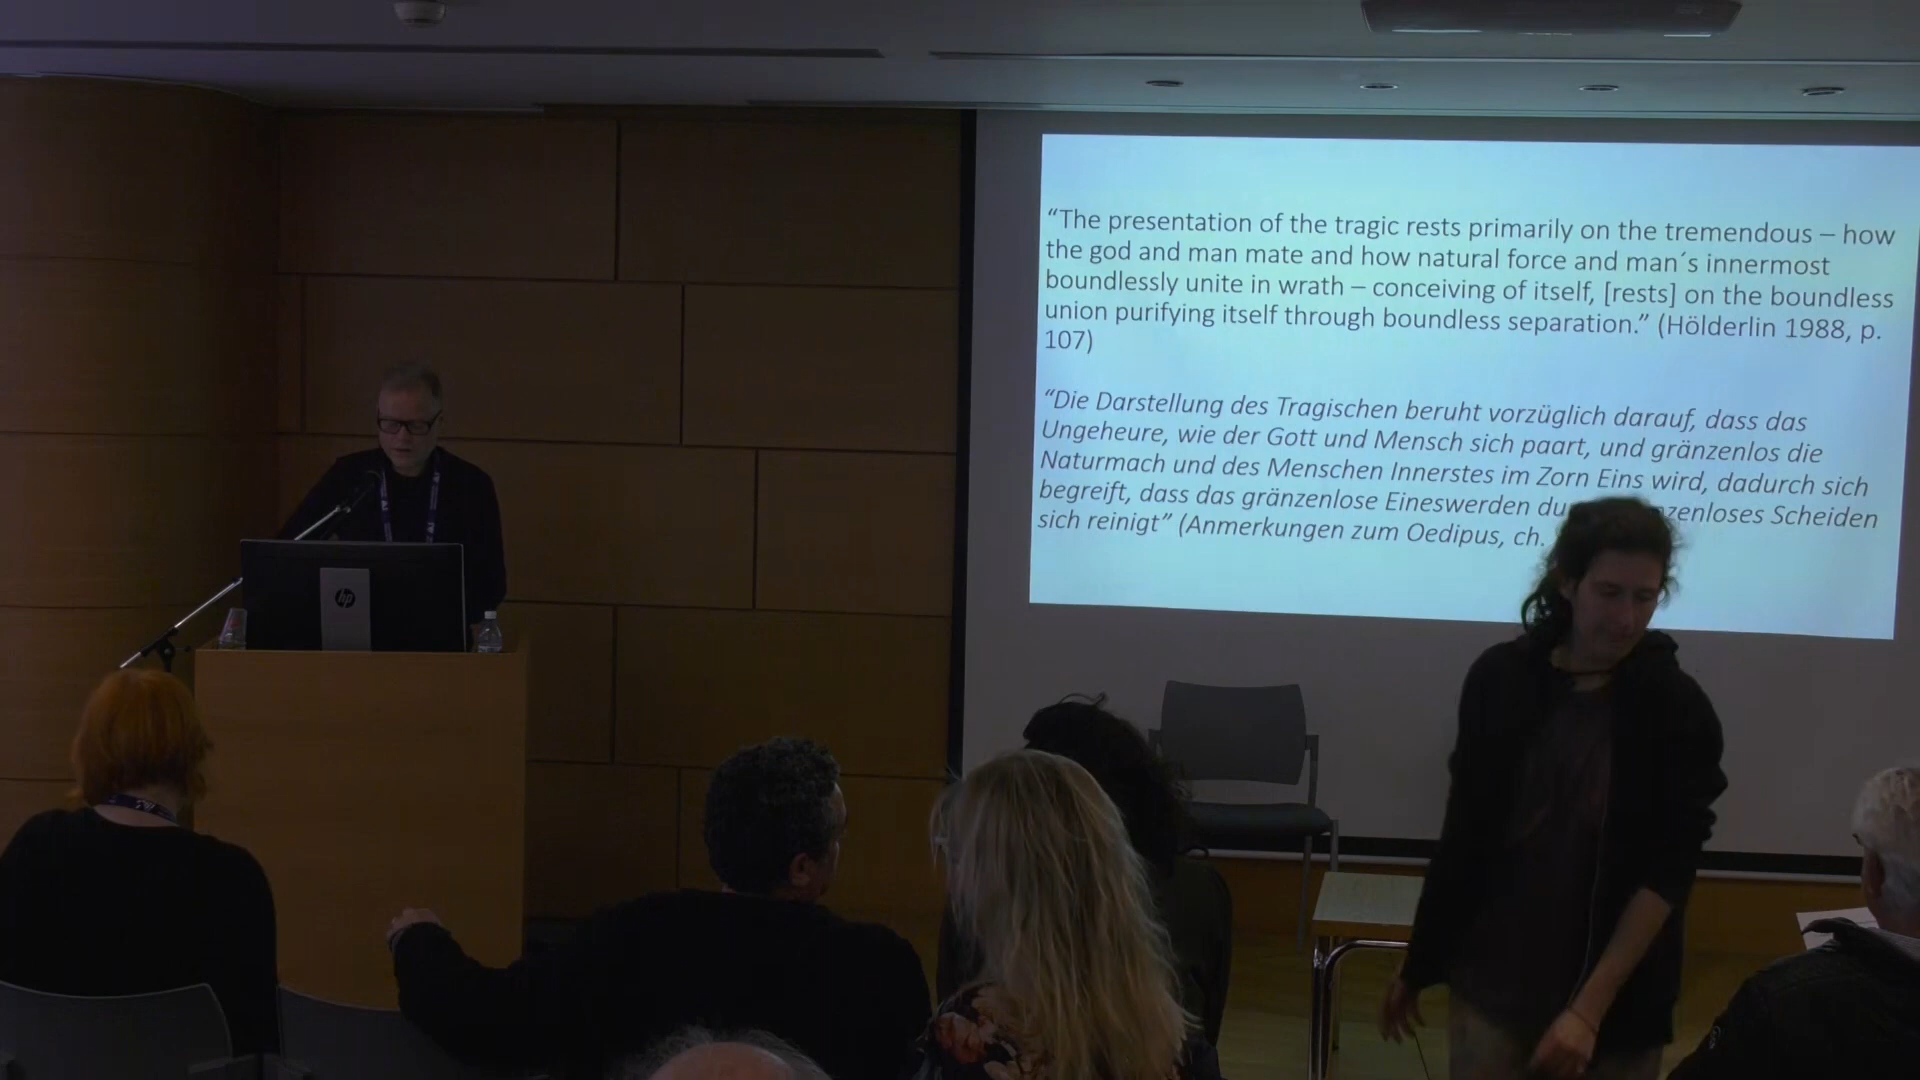 “The presentation of the tragic rests primarily on the tremendous – how
the god and man mate and how natural force and man´s innermost
boundlessly unite in wrath – conceiving of itself, [rests] on the boundless
union purifying itself through boundless separation.” (Hölderlin 1988, p.
107)
“Die Darstellung des Tragischen beruht vorzüglich darauf, dass das
Ungeheure, wie der Gott und Mensch sich paart, und gränzenlos die
Naturmach und des Menschen Innerstes im Zorn Eins wird, dadurch sich
begreift, dass das gränzenlose Eineswerden du zenloses Scheiden
sich reinigt” (Anmerkungen zum Oedipus, ch.
hp